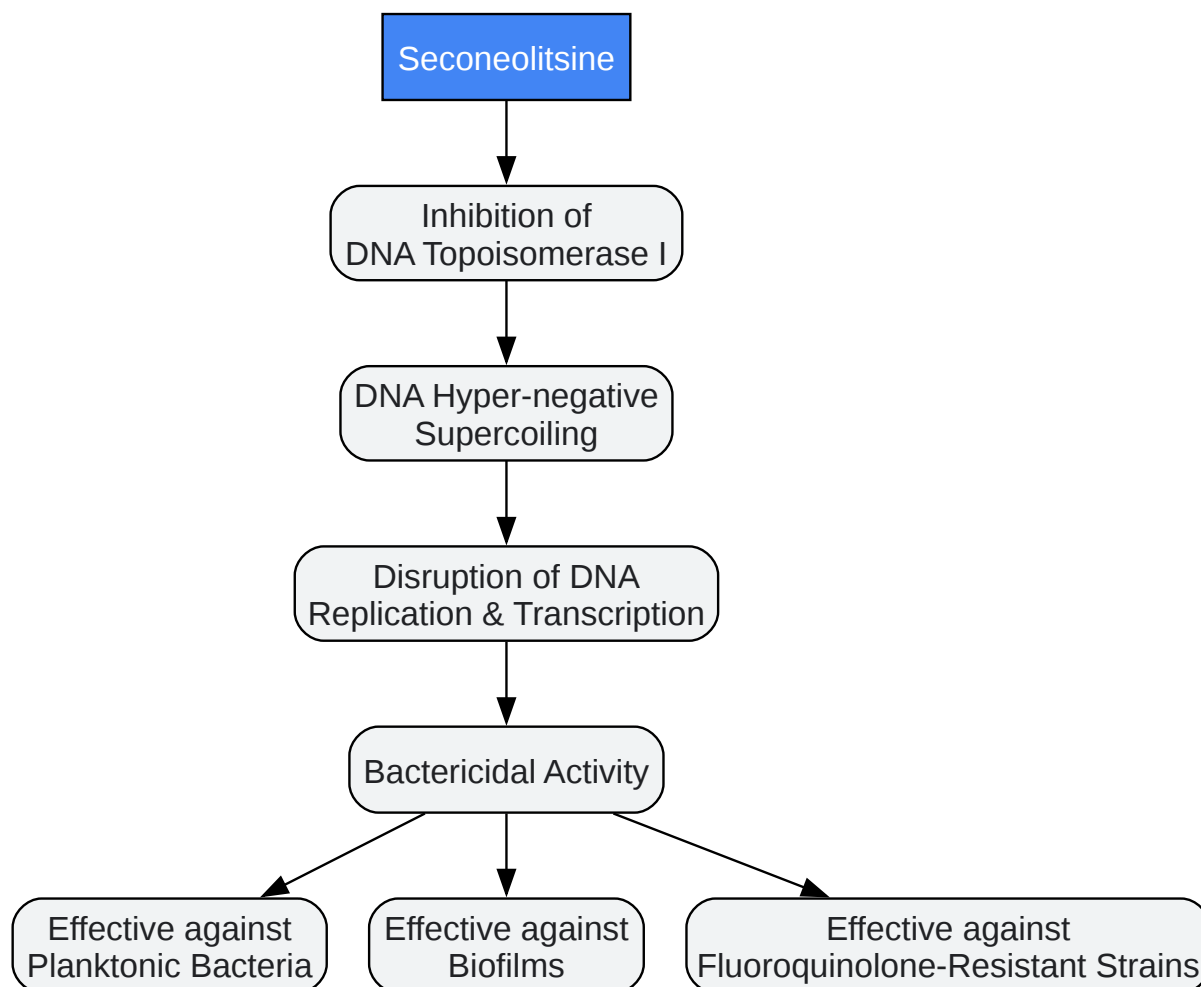 Seconeolitsine
Inhibition of
DNA Topoisomerase I
DNA Hyper-negative
Supercoiling
Disruption of DNA
Replication & Transcription
Bactericidal Activity
Effective against
Planktonic Bacteria
Effective against
Biofilms
Effective against
Fluoroquinolone-Resistant Strains